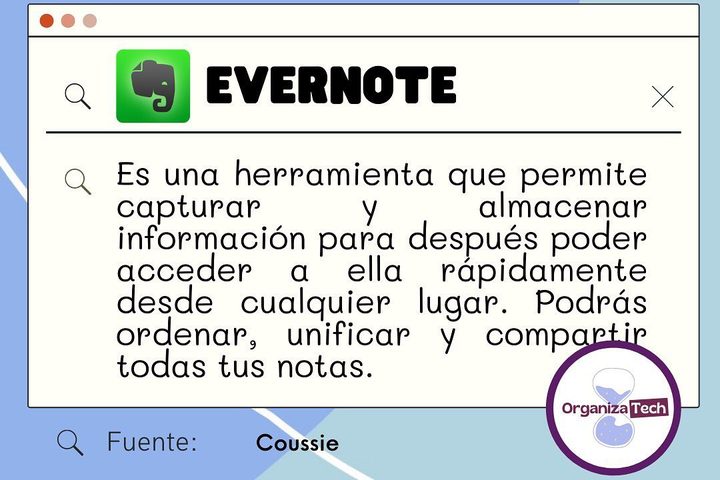 EVERNOTE
Es una herramienta que permite
capturar y almacenar
información para después poder
acceder a ella rápidamente
desde cualquier lugar. Podrás
ordenar, unificar y compartir
todas tus notas.
OrganizaTech
Fuente: Coussie